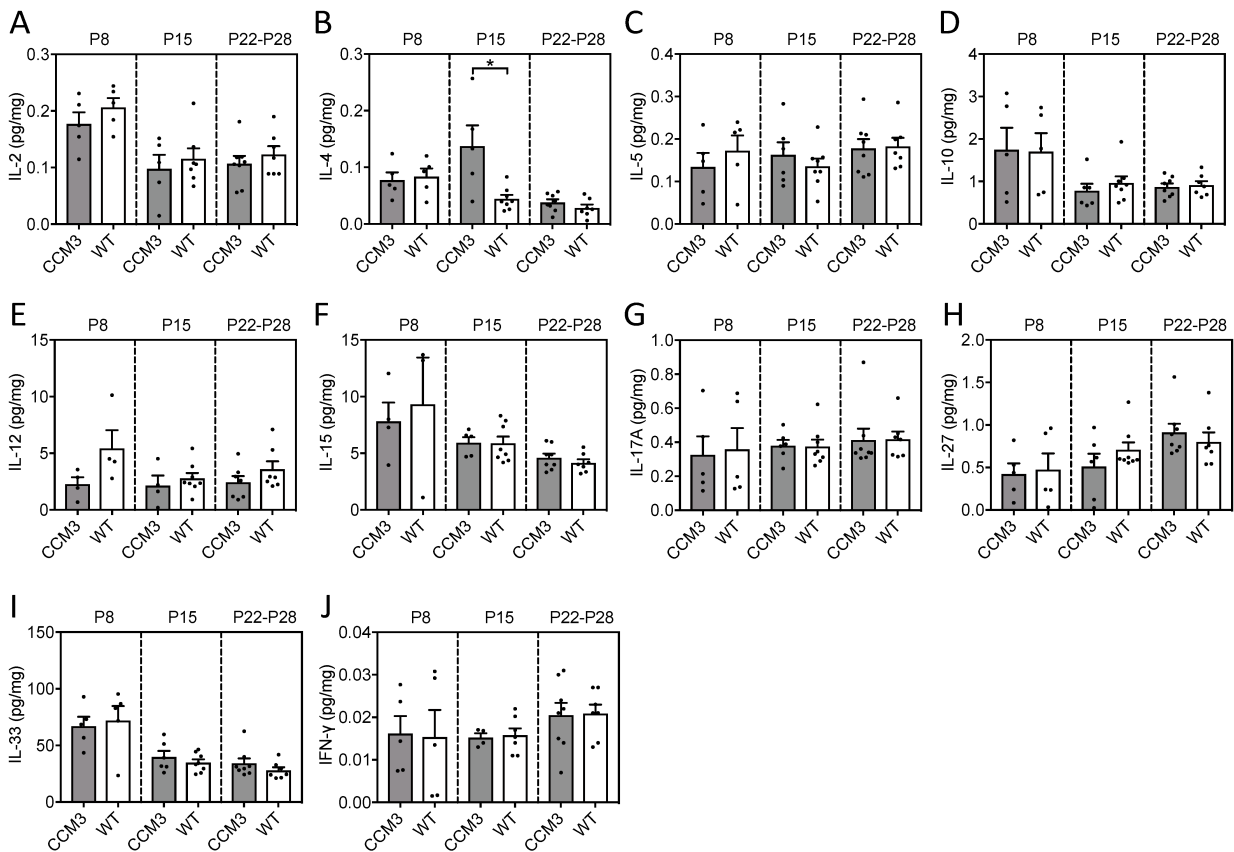 A
P8 P15 P22-P28
IL-2 (pg/mg)
0.3
0.2
0.1
0.0
CCM3 WT CCM3 WT CCM3 WT
B
P8 P15 P22-P28
IL-4 (pg/mg)
0.3
0.2
0.1
0.0
*
CCM3 WT CCM3 WT CCM3 WT
C
P8 P15 P22-P28
IL-5 (pg/mg)
0.4
0.3
0.2
0.1
0.0
CCM3 WT CCM3 WT CCM3 WT
D
P8 P15 P22-P28
IL-10 (pg/mg)
4
3
2
1
0
CCM3 WT CCM3 WT CCM3 WT
E
P8 P15 P22-P28
IL-12 (pg/mg)
15
10
5
0
CCM3 WT CCM3 WT CCM3 WT
F
P8 P15 P22-P28
IL-15 (pg/mg)
15
10
5
0
CCM3 WT CCM3 WT CCM3 WT
G
P8 P15 P22-P28
IL-17A (pg/mg)
1.0
0.8
0.6
0.4
0.2
0.0
CCM3 WT CCM3 WT CCM3 WT
H
P8 P15 P22-P28
IL-27 (pg/mg)
2.0
1.5
1.0
0.5
0.0
CCM3 WT CCM3 WT CCM3 WT
I
P8 P15 P22-P28
IL-33 (pg/mg)
150
100
50
0
CCM3 WT CCM3 WT CCM3 WT
J
P8 P15 P22-P28
IFN-γ (pg/mg)
0.04
0.03
0.02
0.01
0.00
CCM3 WT CCM3 WT CCM3 WT